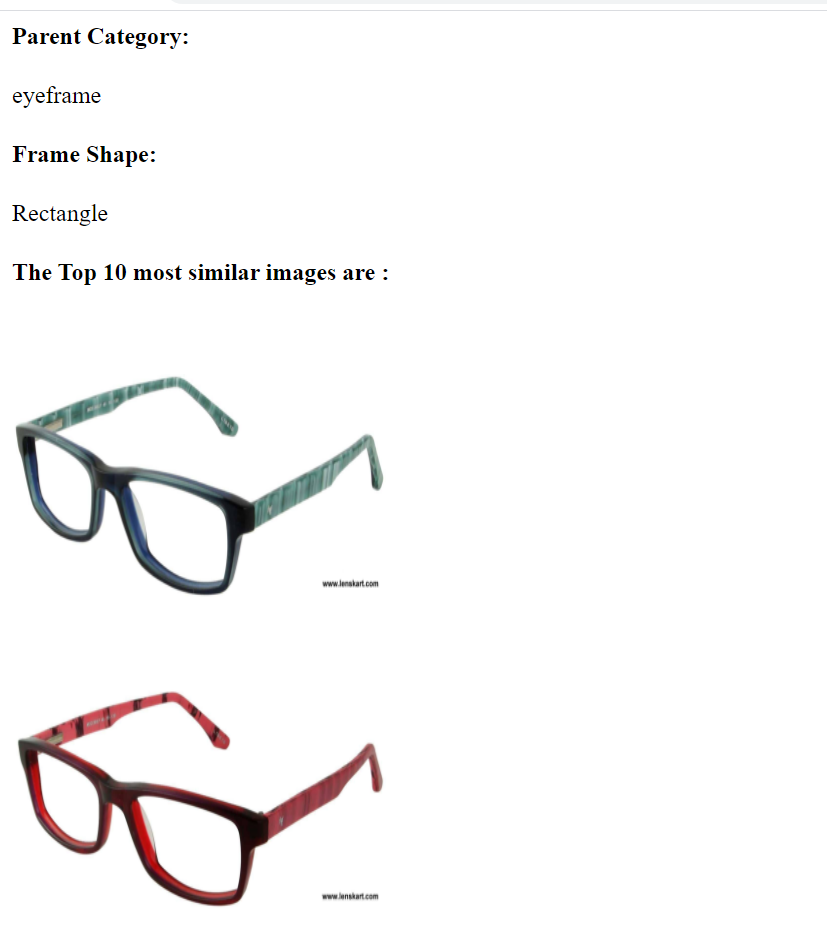 Parent Category:
eyeframe
Frame Shape:
Rectangle
The Top 10 most similar images are :
www.lenskart.com
www.lenskart.com